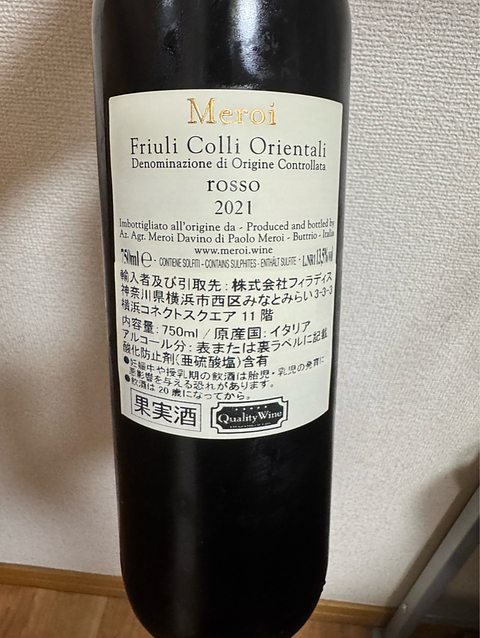 Meroi
Friuli Colli Orientali
Denominazione di Origine Controllata
rosso
2021
Imbottigliato all'origine da - Produced and bottled by
Az. Agr. Meroi Davino di Paolo Meroi - Buttrio - Italia
www.meroi.wine
750ml e - CONTIENE SOLFITI - CONTAINS SULPHITES - ENTHÄLT SULFITE - 13,5% vol
輸入者及び引取先：株式会社フィラディス
神奈川県横浜市西区みなとみらい3-3-3
横浜コネクトスクエア 11階
内容量：750ml / 原産国：イタリア
アルコール分：表または裏ラベルに記載
酸化防止剤(亜硫酸塩)含有
●妊娠中や授乳期の飲酒は胎児・乳児の発育に
悪影響を与える恐れがあります。
●飲酒は20歳になってから。
果実酒
Quality Wine